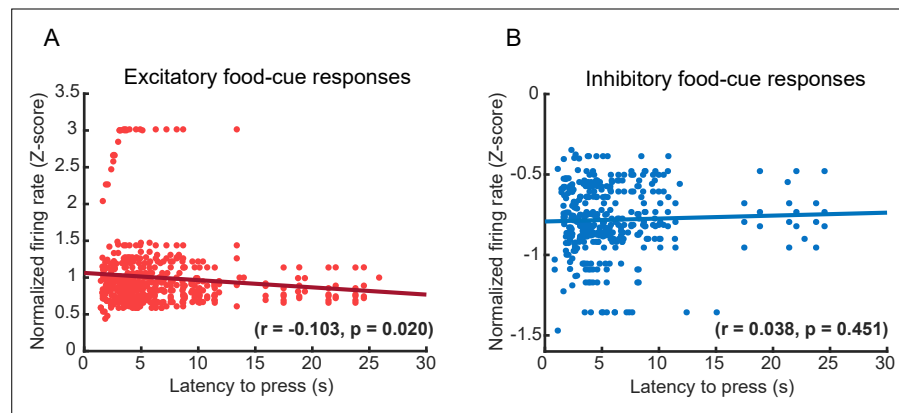 A
Excitatory food-cue responses
Normalized firing rate (Z-score)
3.5
3
2.5
2
1.5
1
0.5
0
0
5
10
15
20
25
30
(r = -0.103, p = 0.020)
Latency to press (s)
B
Inhibitory food-cue responses
Normalized firing rate (Z-score)
0
-0.5
-1
-1.5
0
5
10
15
20
25
30
(r = 0.038, p = 0.451)
Latency to press (s)